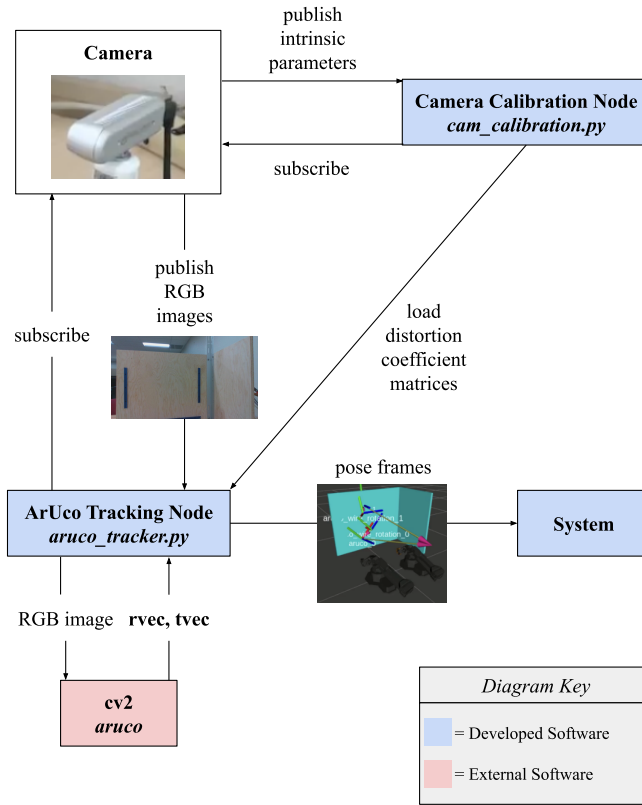 publish
intrinsic
parameters
Camera
Camera Calibration Node
cam_calibration.py
subscribe
publish
RGB
images
subscribe
load
distortion
coefficient
matrices
pose frames
ArUco Tracking Node
aruco_tracker.py
System
RGB image
rvec, tvec
cv2
aruco
Diagram Key
= Developed Software
= External Software